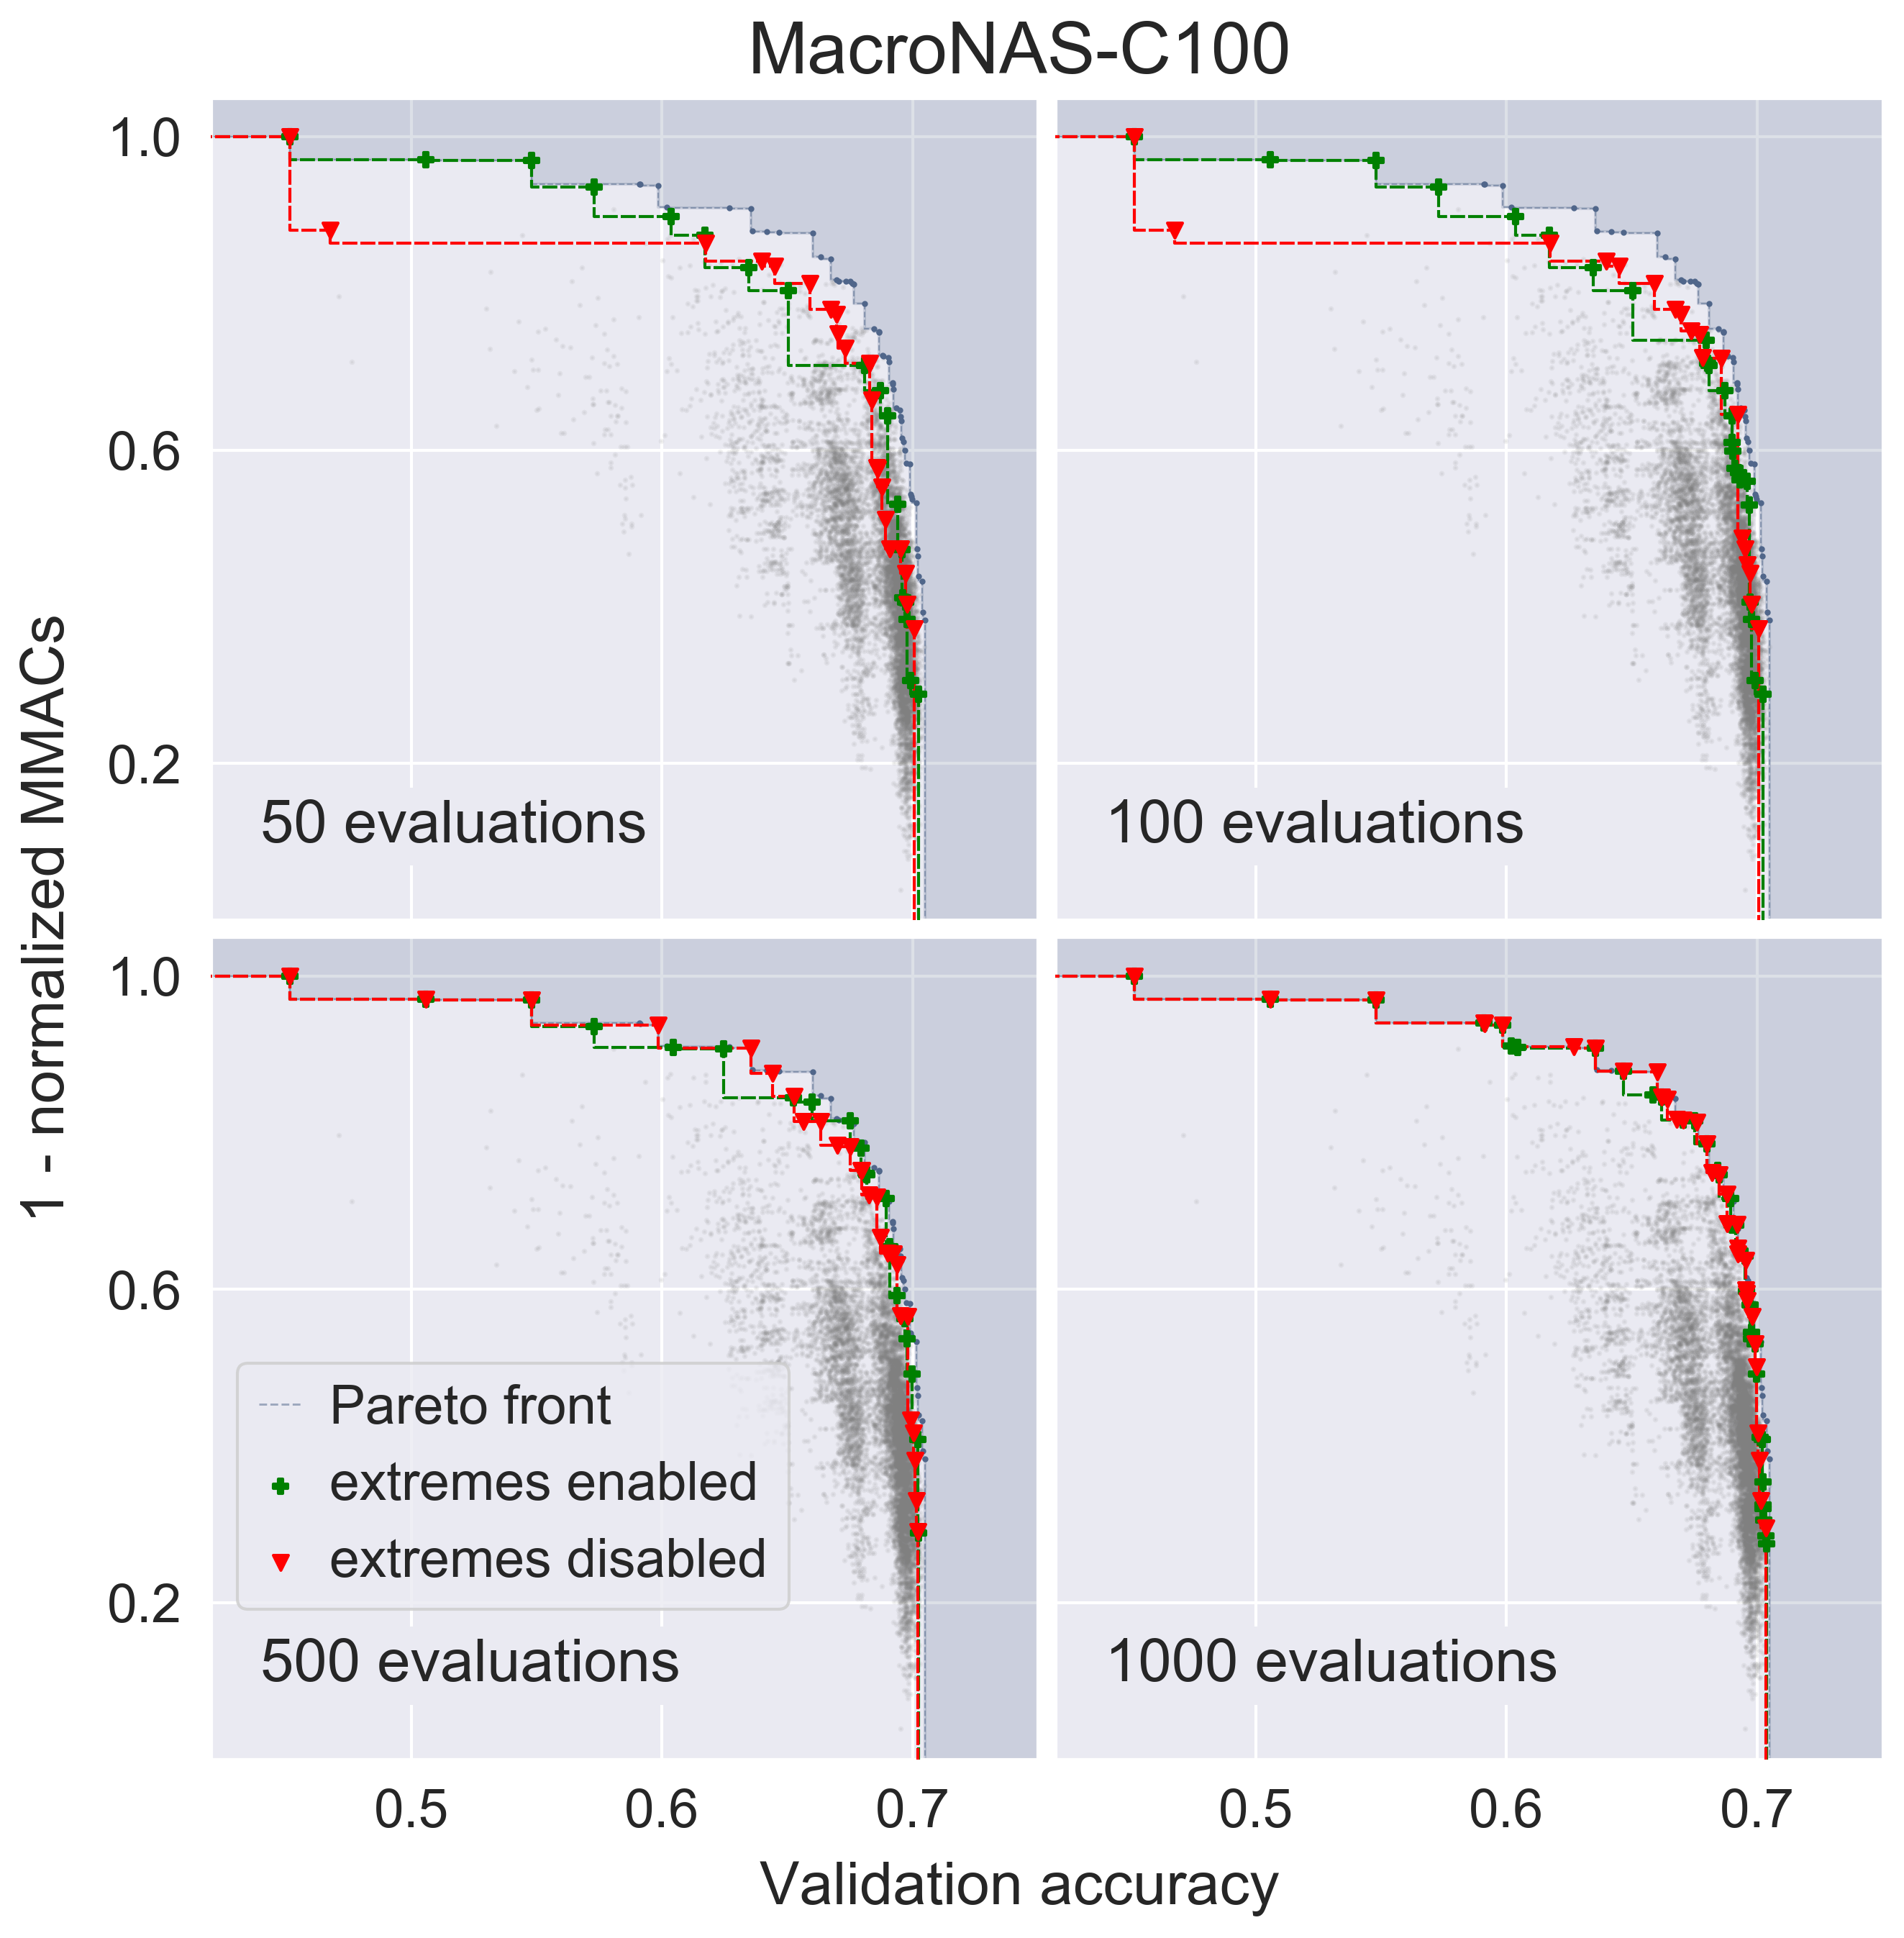 MacroNAS-C100
1 - normalized MMACs
1.0
0.6
0.2
50 evaluations
100 evaluations
1.0
0.6
0.2
Pareto front
extremes enabled
extremes disabled
500 evaluations
1000 evaluations
0.5 0.6 0.7 0.5 0.6 0.7
Validation accuracy